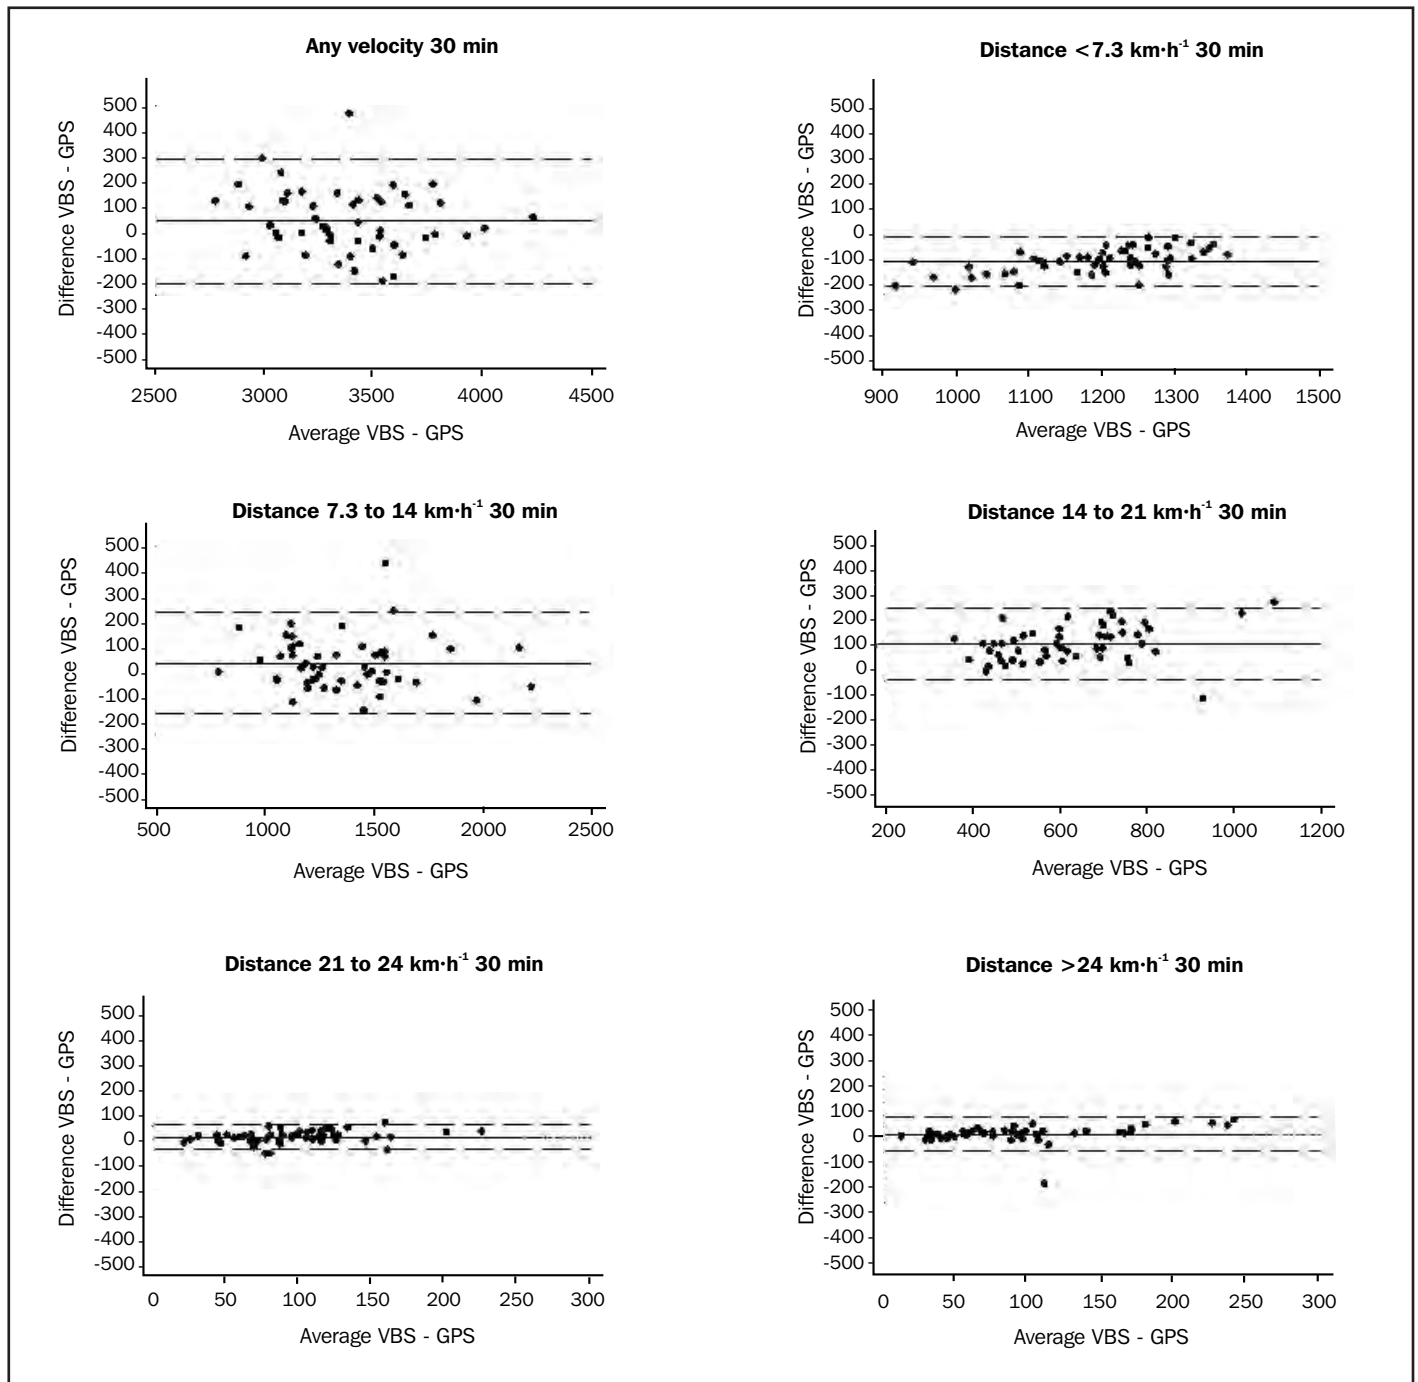 Any velocity 30 min
Difference VBS - GPS
500
400
300
200
100
0
-100
-200
-300
-400
-500
2500 3000 3500 4000 4500
Average VBS - GPS
Distance <7.3 km·h-1 30 min
Difference VBS - GPS
500
400
300
200
100
0
-100
-200
-300
-400
-500
900 1000 1100 1200 1300 1400 1500
Average VBS - GPS
Distance 7.3 to 14 km·h-1 30 min
Difference VBS - GPS
500
400
300
200
100
0
-100
-200
-300
-400
-500
500 1000 1500 2000 2500
Average VBS - GPS
Distance 14 to 21 km·h-1 30 min
Difference VBS - GPS
500
400
300
200
100
0
-100
-200
-300
-400
-500
200 400 600 800 1000 1200
Average VBS - GPS
Distance 21 to 24 km·h-1 30 min
Difference VBS - GPS
500
400
300
200
100
0
-100
-200
-300
-400
-500
0 50 100 150 200 250 300
Average VBS - GPS
Distance >24 km·h-1 30 min
Difference VBS - GPS
500
400
300
200
100
0
-100
-200
-300
-400
-500
0 50 100 150 200 250 300
Average VBS - GPS